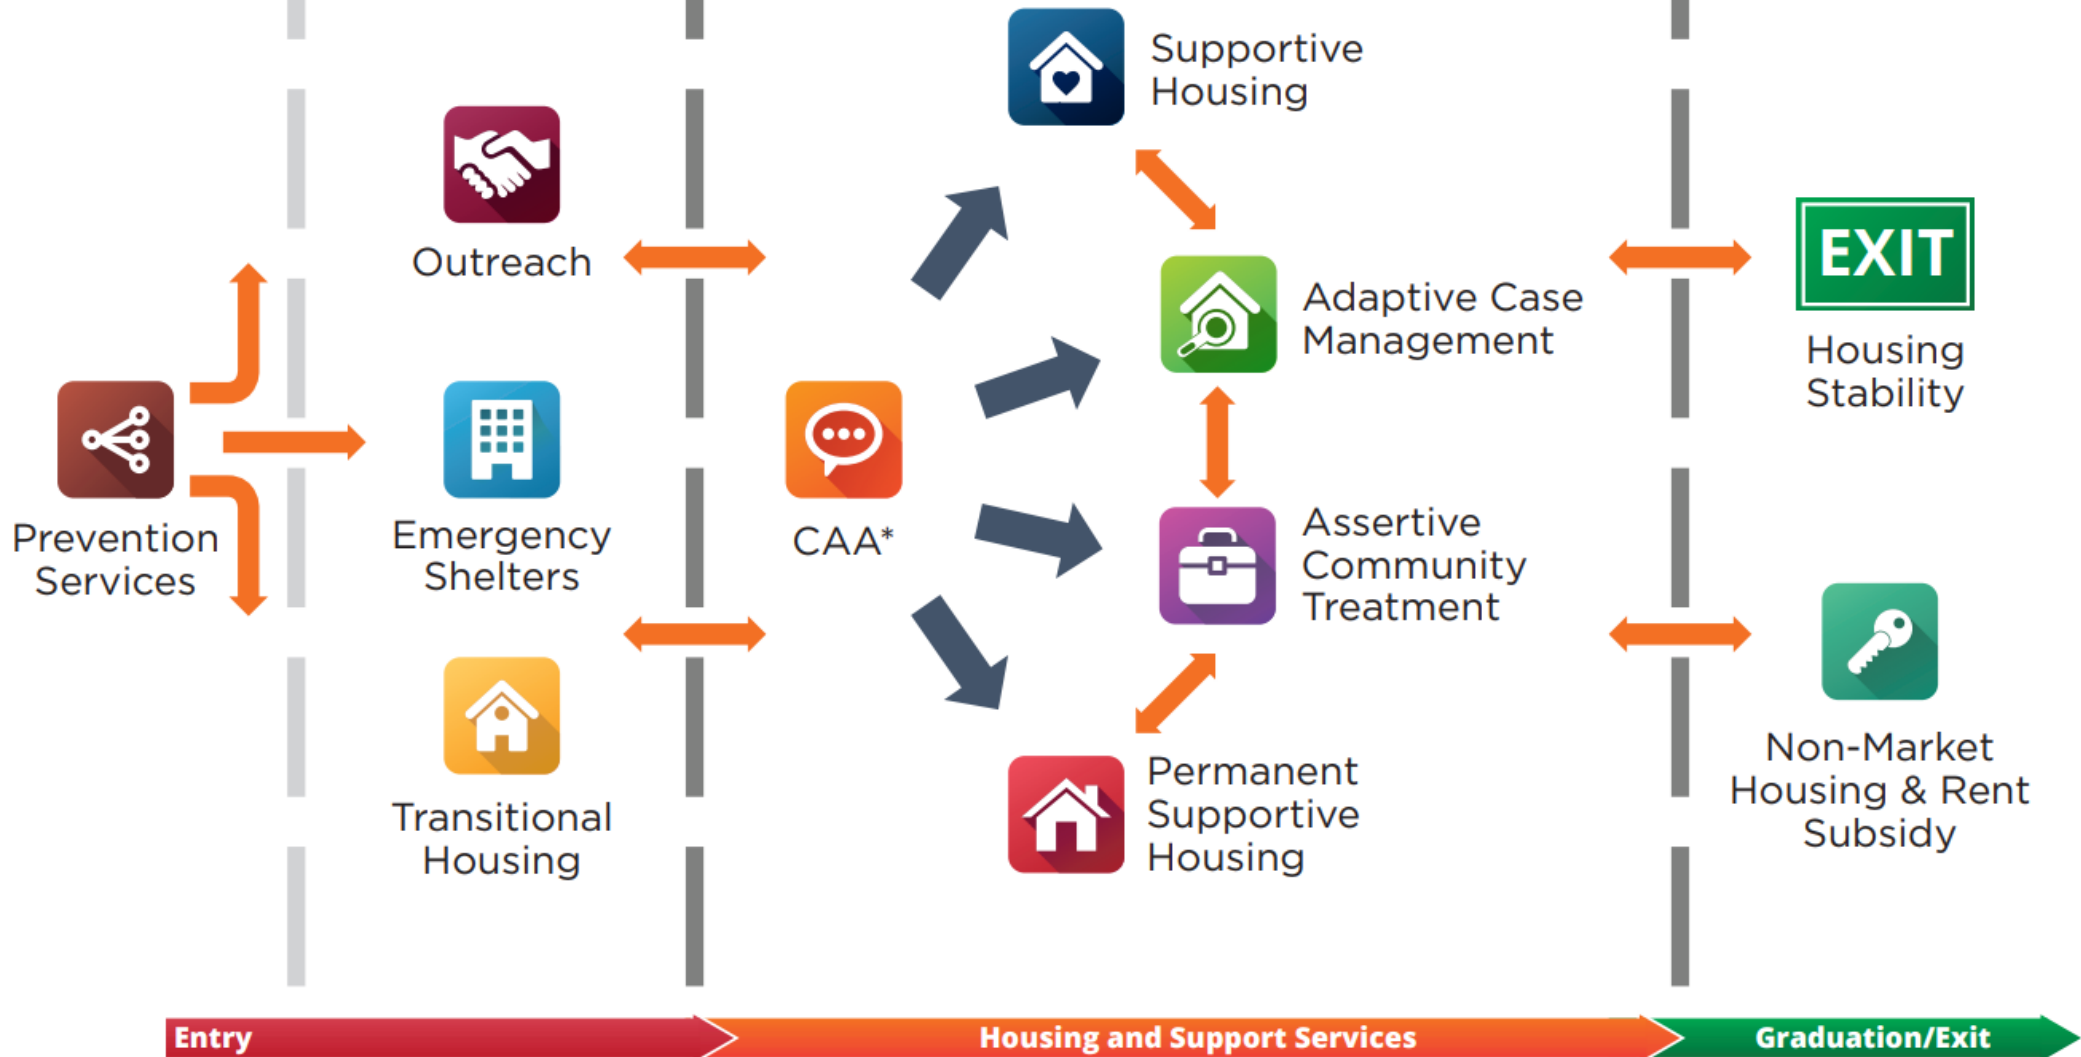 Prevention
Services
Outreach
Emergency
Shelters
Transitional
Housing
CAA*
Supportive
Housing
Adaptive Case
Management
Assertive
Community
Treatment
Permanent
Supportive
Housing
EXIT
Housing
Stability
Non-Market
Housing & Rent
Subsidy
Entry
Housing and Support Services
Graduation/Exit